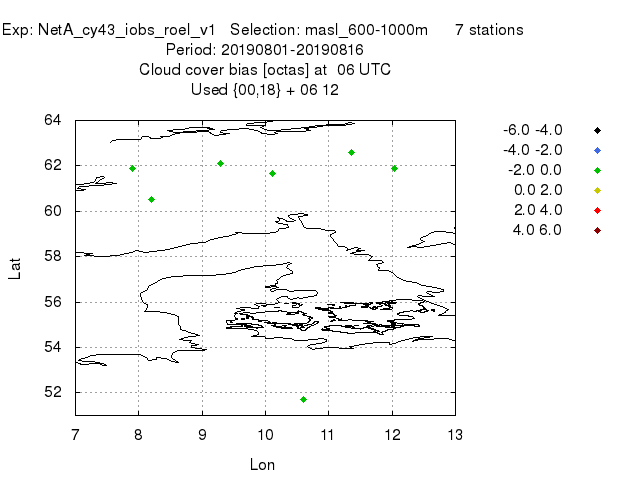 Exp: NetA_cy43_iobs_roel_v1 Selection: masl_600-1000m 7 stations
Period: 20190801-20190816
Cloud cover bias [octas] at 06 UTC
Used {00,18} + 06 12
64
62
60
58
56
54
52
Lat
7 8 9 10 11 12 13
Lon
-6.0 -4.0
-4.0 -2.0
-2.0 0.0
0.0 2.0
2.0 4.0
4.0 6.0